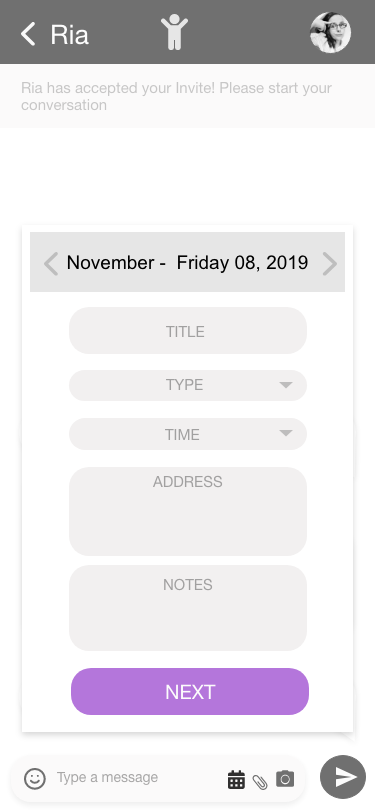 Ria
Ria has accepted your Invite! Please start your
conversation
November -  Friday 08, 2019
TITLE
TYPE
TIME
ADDRESS
NOTES
NEXT
Type a message